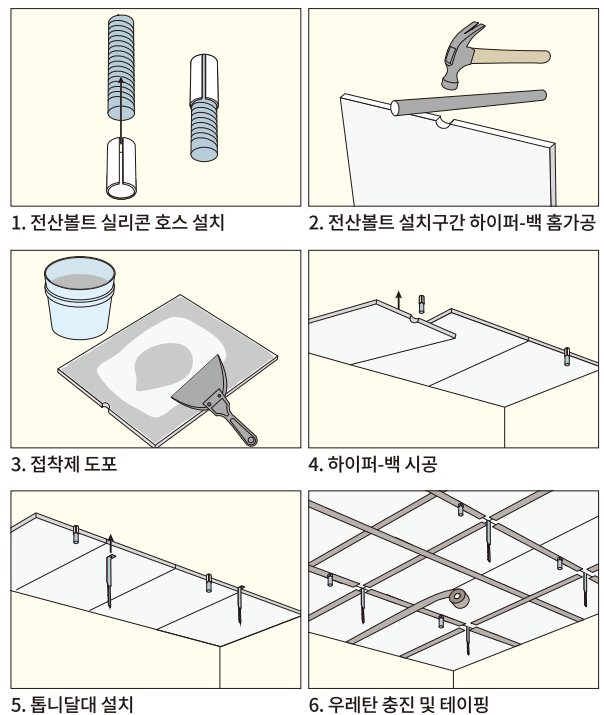 1. 전산볼트 실리콘 호스 설치
2. 전산볼트 설치구간 하이퍼-백 홈가공
3. 접착제 도포
4. 하이퍼-백 시공
5. 톱니달대 설치
6. 우레탄 충진 및 테이핑